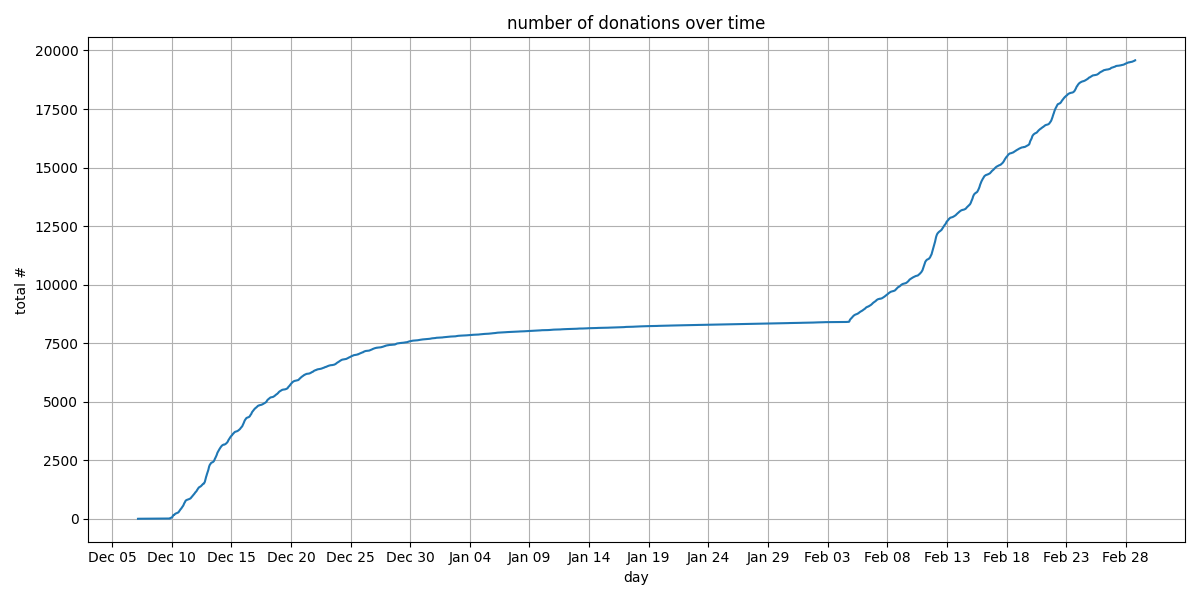 number of donations over time
total #
20000
17500
15000
12500
10000
7500
5000
2500
0
Dec 05 Dec 10 Dec 15 Dec 20 Dec 25 Dec 30 Jan 04 Jan 09 Jan 14 Jan 19 Jan 24 Jan 29 Feb 03 Feb 08 Feb 13 Feb 18 Feb 23 Feb 28
day